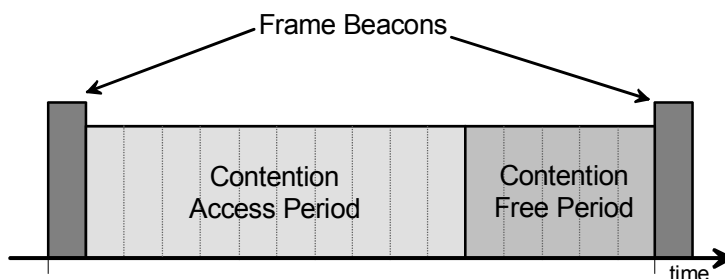 Frame Beacons
Contention
Access Period
Contention
Free Period
time